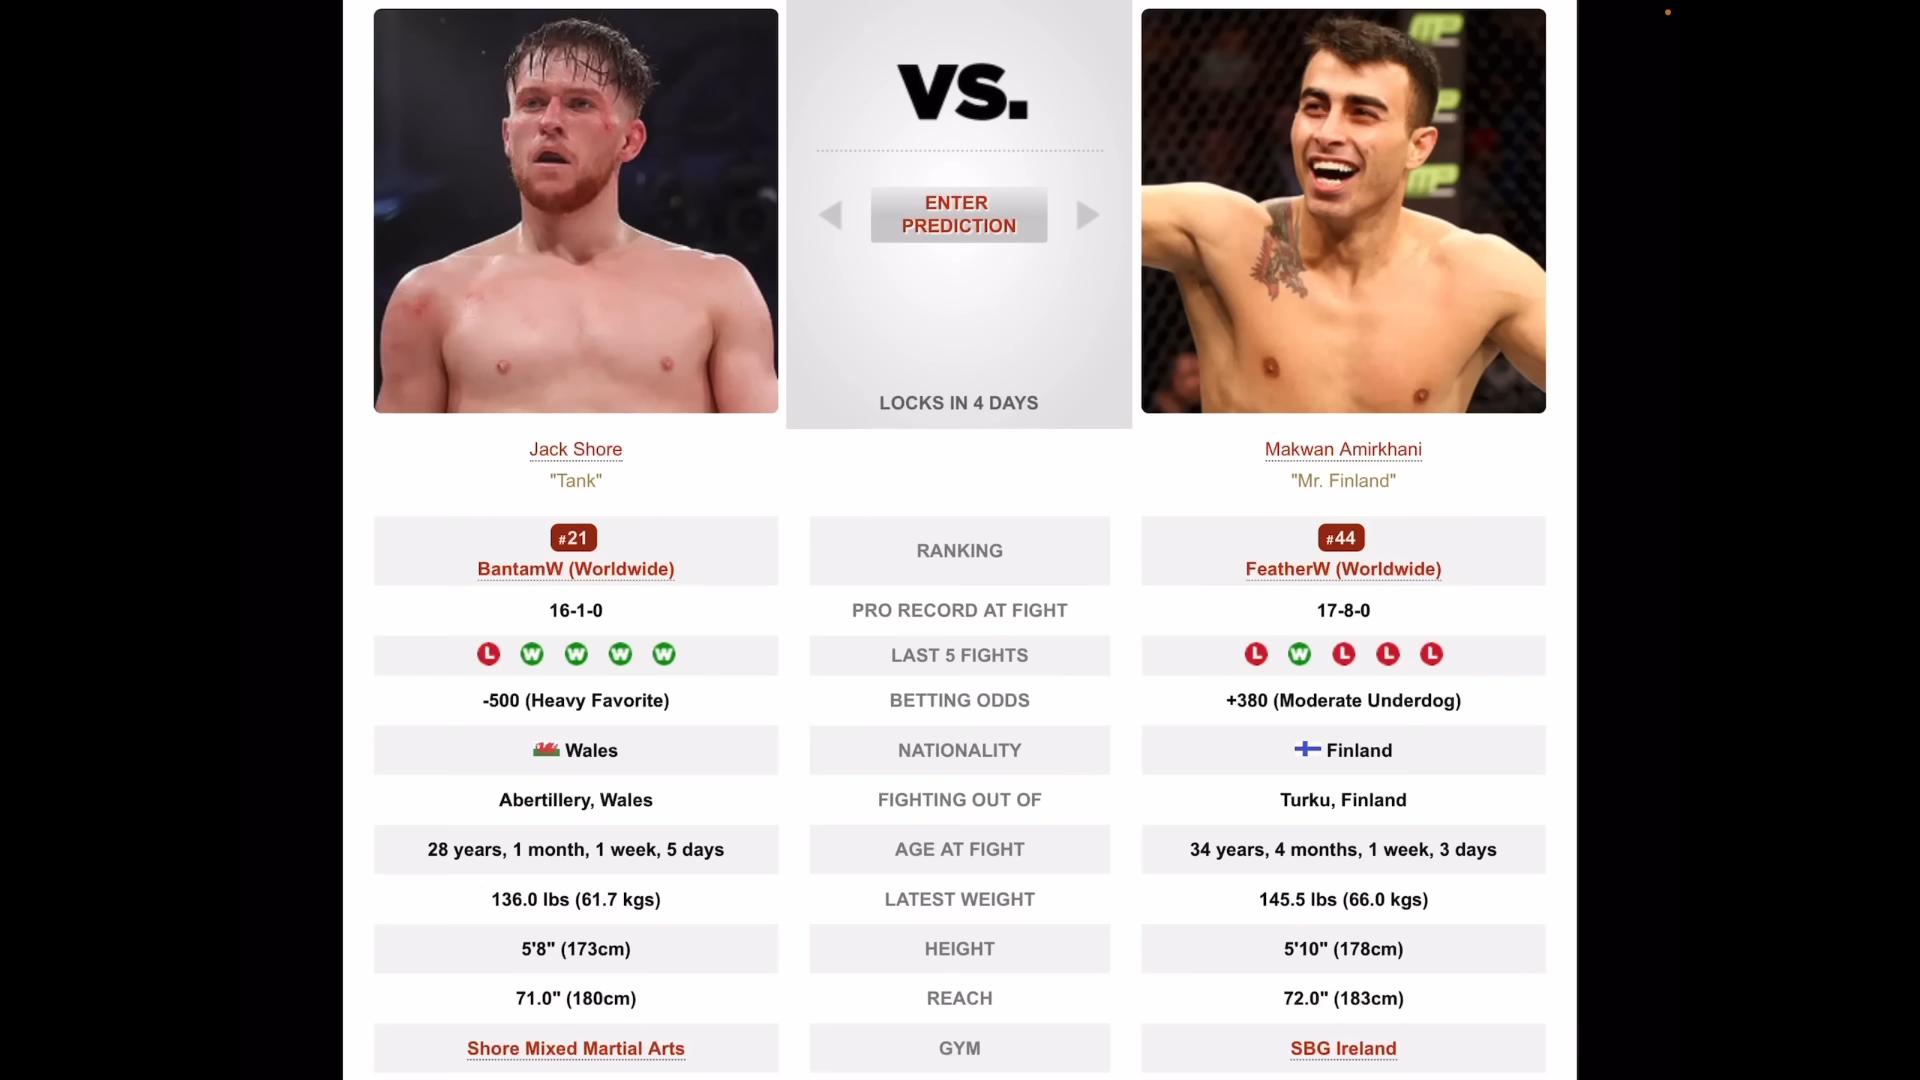 VS.
ENTER
PREDICTION
LOCKS IN 4 DAYS
Jack Shore
"Tank"
Makwan Amirkhani
"Mr. Finland"
#21
BantamW (Worldwide)
RANKING
#44
FeatherW (Worldwide)
16-1-0
PRO RECORD AT FIGHT
17-8-0
L W W W W
LAST 5 FIGHTS
L W L L L
-500 (Heavy Favorite)
BETTING ODDS
+380 (Moderate Underdog)
Wales
NATIONALITY
Finland
Abertillery, Wales
FIGHTING OUT OF
Turku, Finland
28 years, 1 month, 1 week, 5 days
AGE AT FIGHT
34 years, 4 months, 1 week, 3 days
136.0 lbs (61.7 kgs)
LATEST WEIGHT
145.5 lbs (66.0 kgs)
5'8" (173cm)
HEIGHT
5'10" (178cm)
71.0" (180cm)
REACH
72.0" (183cm)
Shore Mixed Martial Arts
GYM
SBG Ireland